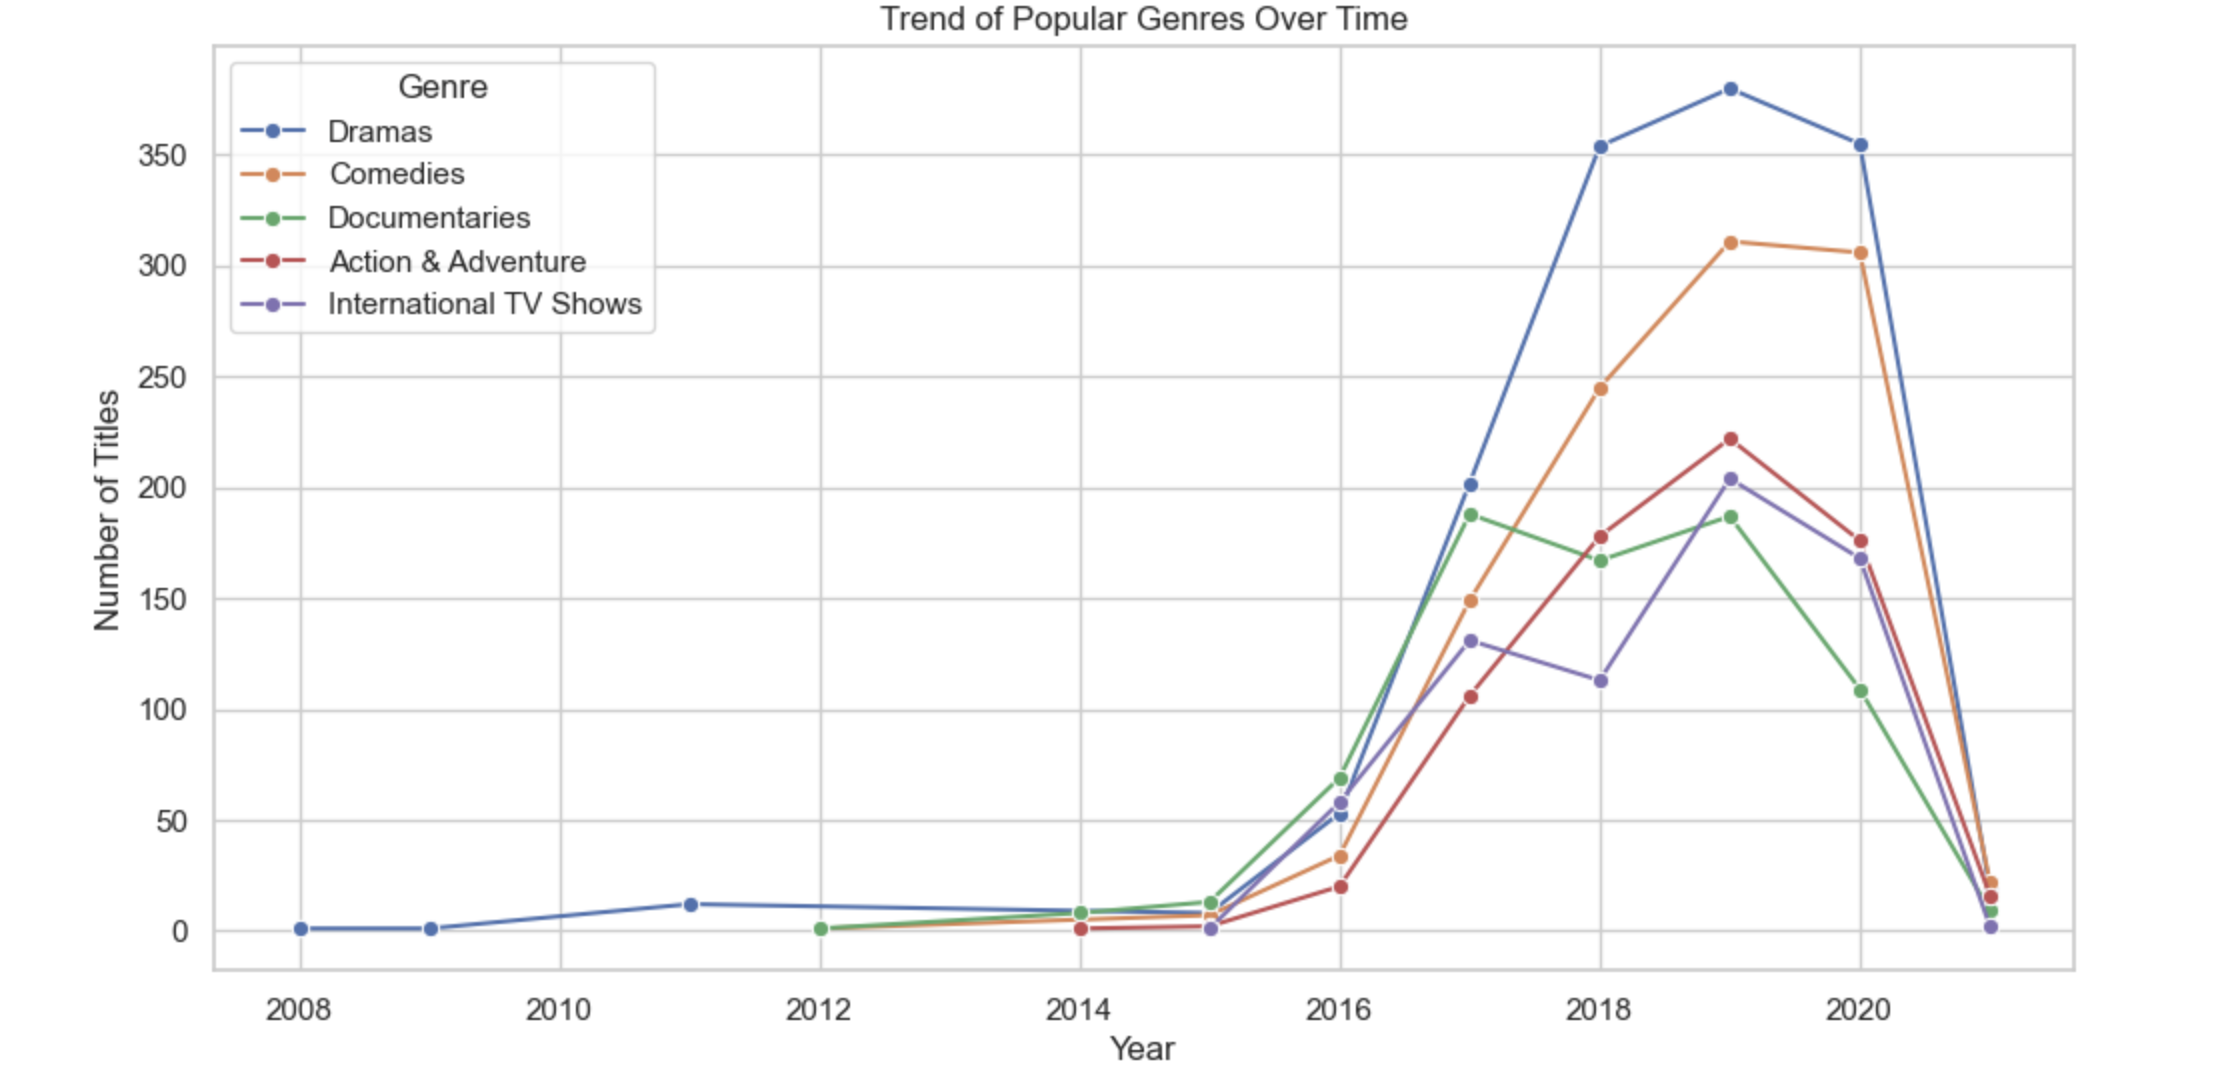 Trend of Popular Genres Over Time
Genre
Dramas
Comedies
Documentaries
Action & Adventure
International TV Shows
Number of Titles
350
300
250
200
150
100
50
0
2008 2010 2012 2014 2016 2018 2020
Year